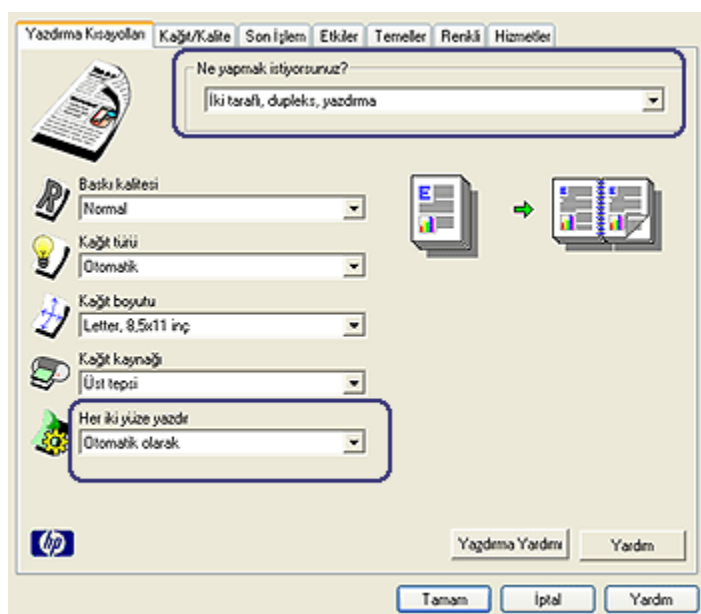 Yazdırma Kısayolları Kağıt/Kalite Son İşlem Etkiler Temeller Renkli Hizmetler
Ne yapmak istiyorsunuz?
İki taraflı, dupleks, yazdırma
Baskı kalitesi
Normal
Kağıt türü
Otomatik
Kağıt boyutu
Letter, 8,5x11 inç
Kağıt kaynağı
Üst tepsi
Her iki yüze yazdır
Otomatik olarak
E
E E
hp
Yazdırma Yardımı Yardım
Tamam İptal Yardım